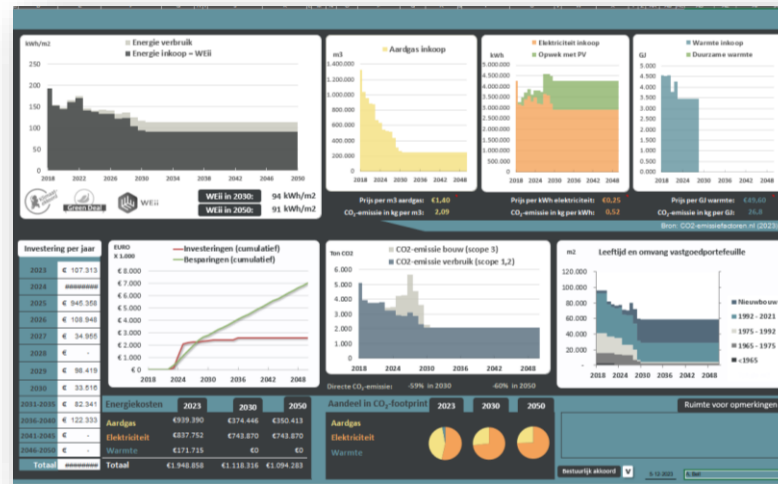 kWh/m2
Energie verbruik
Energie inkoop = WEii
250
200
150
100
50
0
2018 2022 2026 2030 2034 2038 2042 2046 2050
Green Deal
WEii
WEii in 2030: 94 kWh/m2
WEii in 2050: 91 kWh/m2
m3
Aardgas inkoop
1.400.000
1.200.000
1.000.000
800.000
600.000
400.000
200.000
0
2018 2024 2030 2036 2042 2048
Prijs per m3 aardgas: €1,40
CO2-emissie in kg per m3: 2,09
kWh
Elektriciteit inkoop
Opwek met PV
5.000.000
4.500.000
4.000.000
3.500.000
3.000.000
2.500.000
2.000.000
1.500.000
1.000.000
500.000
0
2018 2024 2030 2036 2042 2048
Prijs per kWh elektriciteit: €0,25
CO2-emissie in kg per kWh: 0,52
GJ
Warmte inkoop
Duurzame warmte
5.000
4.500
4.000
3.500
3.000
2.500
2.000
1.500
1.000
500
0.000
2018 2024 2030 2036 2042 2048
Prijs per GJ warmte: €49,60
CO2-emissie in kg per GJ: 26,8
Bron: CO2-emissiefactoren.nl (2023)
Investering per jaar
2023 € 107.313
2024 ########
2025 € 945.358
2026 € 108.948
2027 € 34.966
2028 € -
2029 € 98.419
2030 € 33.516
2031-2035 € 82.341
2036-2040 € 122.333
2041-2045 € -
2046-2050 € -
Totaal ########
EURO
X 1.000
Investeringen (cumulatief)
Besparingen (cumulatief)
€ 8.000
€ 7.000
€ 6.000
€ 5.000
€ 4.000
€ 3.000
€ 2.000
€ 1.000
€ 0
2018 2024 2030 2036 2042 2048
Ton CO2
CO2-emissie bouw (scope 3)
CO2-emissie verbruik (scope 1,2)
6.000
5.000
4.000
3.000
2.000
1.000
0
2018 2024 2030 2036 2042 2048
Directe CO2-emissie: -59% in 2030 -60% in 2050
m2
Leeftijd en omvang vastgoedportefeuille
120.000
100.000
80.000
60.000
40.000
20.000
-
2018 2024 2030 2036 2042 2048
Nieuwbouw
1992 - 2021
1975 - 1992
1965 - 1975
<1965
Energiekosten 2023 2030 2050
Aardgas €939.390 €374.446 €350.413
Elektriciteit €837.752 €743.870 €743.870
Warmte €171.715 €0 €0
Totaal €1.948.858 €1.118.316 €1.094.283
Aandeel in CO2-footprint 2023 2030 2050
Aardgas
Elektriciteit
Warmte
Ruimte voor opmerkingen
Bestuurlijk akkoord V